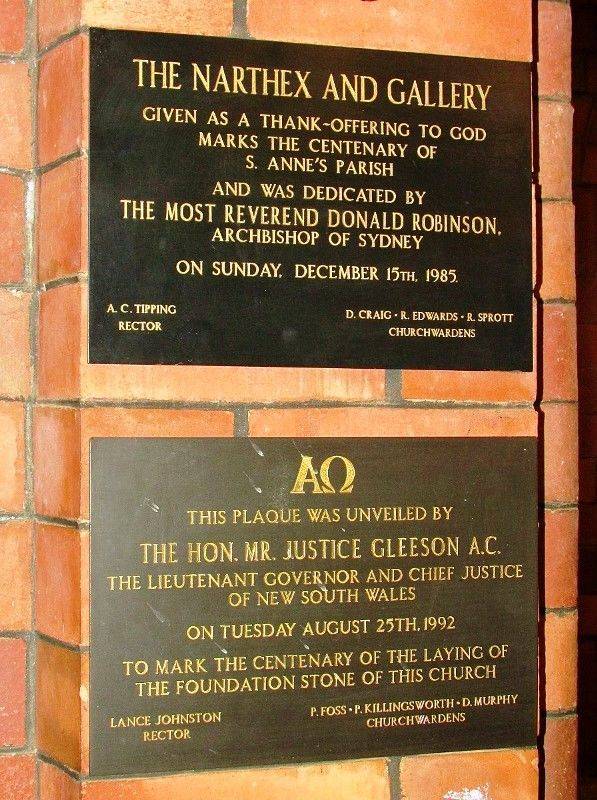 THE NARTHEX AND GALLERY
GIVEN AS A THANK-OFFERING TO GOD
MARKS THE CENTENARY OF
S. ANNE'S PARISH
AND WAS DEDICATED BY
THE MOST REVEREND DONALD ROBINSON,
ARCHBISHOP OF SYDNEY
ON SUNDAY, DECEMBER 15TH, 1985.
A. C. TIPPING
RECTOR
D. CRAIG • R. EDWARDS • R. SPROTT
CHURCHWARDENS
ΑΩ
THIS PLAQUE WAS UNVEILED BY
THE HON. MR. JUSTICE GLEESON A.C.
THE LIEUTENANT GOVERNOR AND CHIEF JUSTICE
OF NEW SOUTH WALES
ON TUESDAY AUGUST 25TH, 1992
TO MARK THE CENTENARY OF THE LAYING OF
THE FOUNDATION STONE OF THIS CHURCH
LANCE JOHNSTON
RECTOR
P. FOSS • P. KILLINGSWORTH • D. MURPHY
CHURCHWARDENS